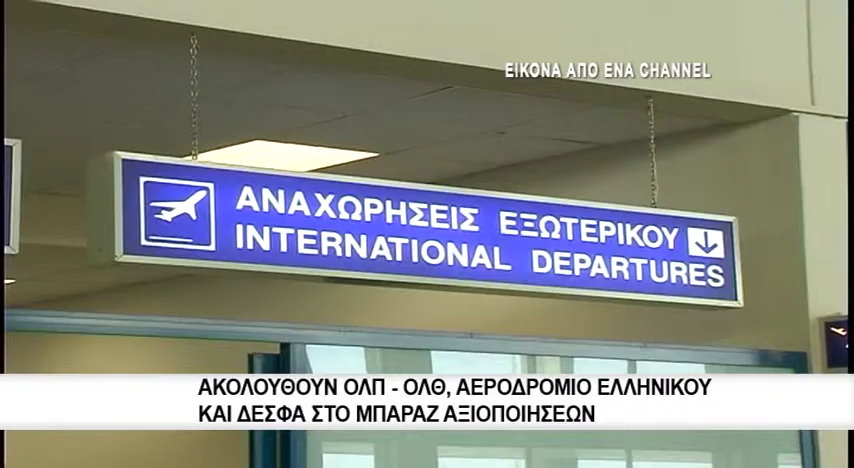 ΕΙΚΟΝΑ ΑΠΟ ΕΝΑ CHANNEL
ΑΝΑΧΩΡΗΣΕΙΣ ΕΞΩΤΕΡΙΚΟΥ
INTERNATIONAL DEPARTURES
ΑΚΟΛΟΥΘΟΥΝ ΟΛΠ - ΟΛΘ, ΑΕΡΟΔΡΟΜΙΟ ΕΛΛΗΝΙΚΟΥ
ΚΑΙ ΔΕΣΦΑ ΣΤΟ ΜΠΑΡΑΖ ΑΞΙΟΠΟΙΗΣΕΩΝ